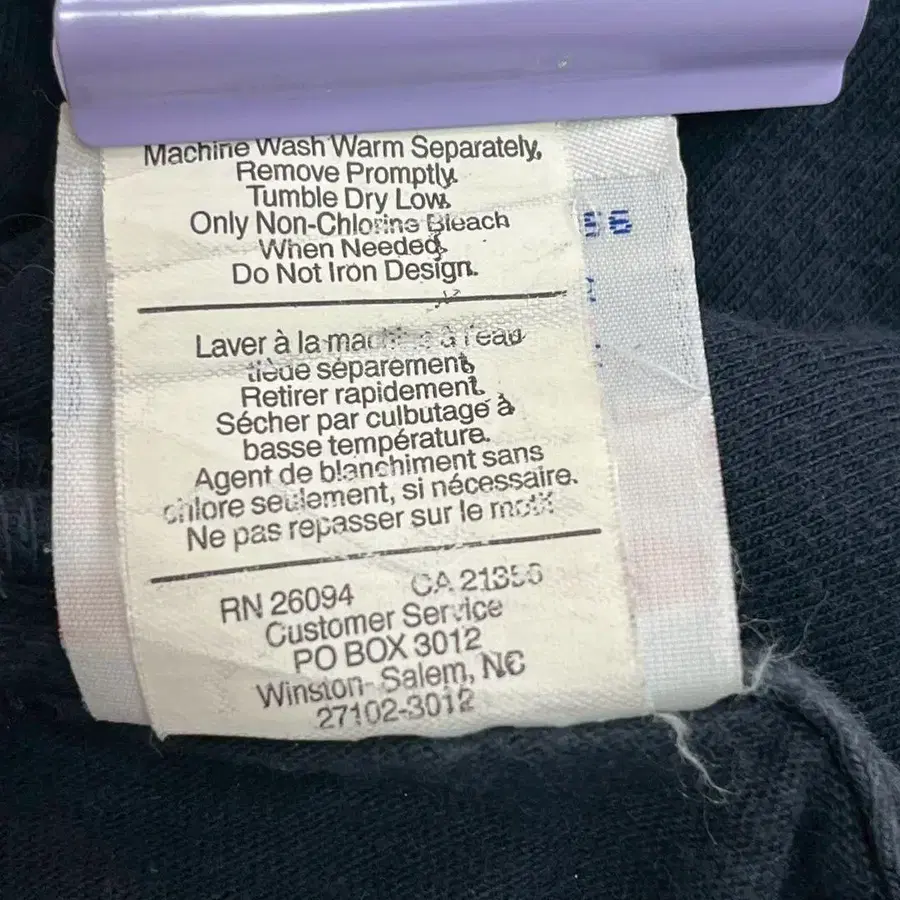 Machine Wash Warm Separately,
Remove Promptly.
Tumble Dry Low.
Only Non-Chlorine Bleach
When Needed.
Do Not Iron Design.
Laver à la machine à l'eau
tiède séparement,
Retirer rapidement.
Sécher par culbutage à
basse température.
Agent de blanchiment sans
chlore seulement, si nécessaire.
Ne pas repasser sur le motif
RN 26094 CA 21356
Customer Service
PO BOX 3012
Winston- Salem, NC
27102-3012